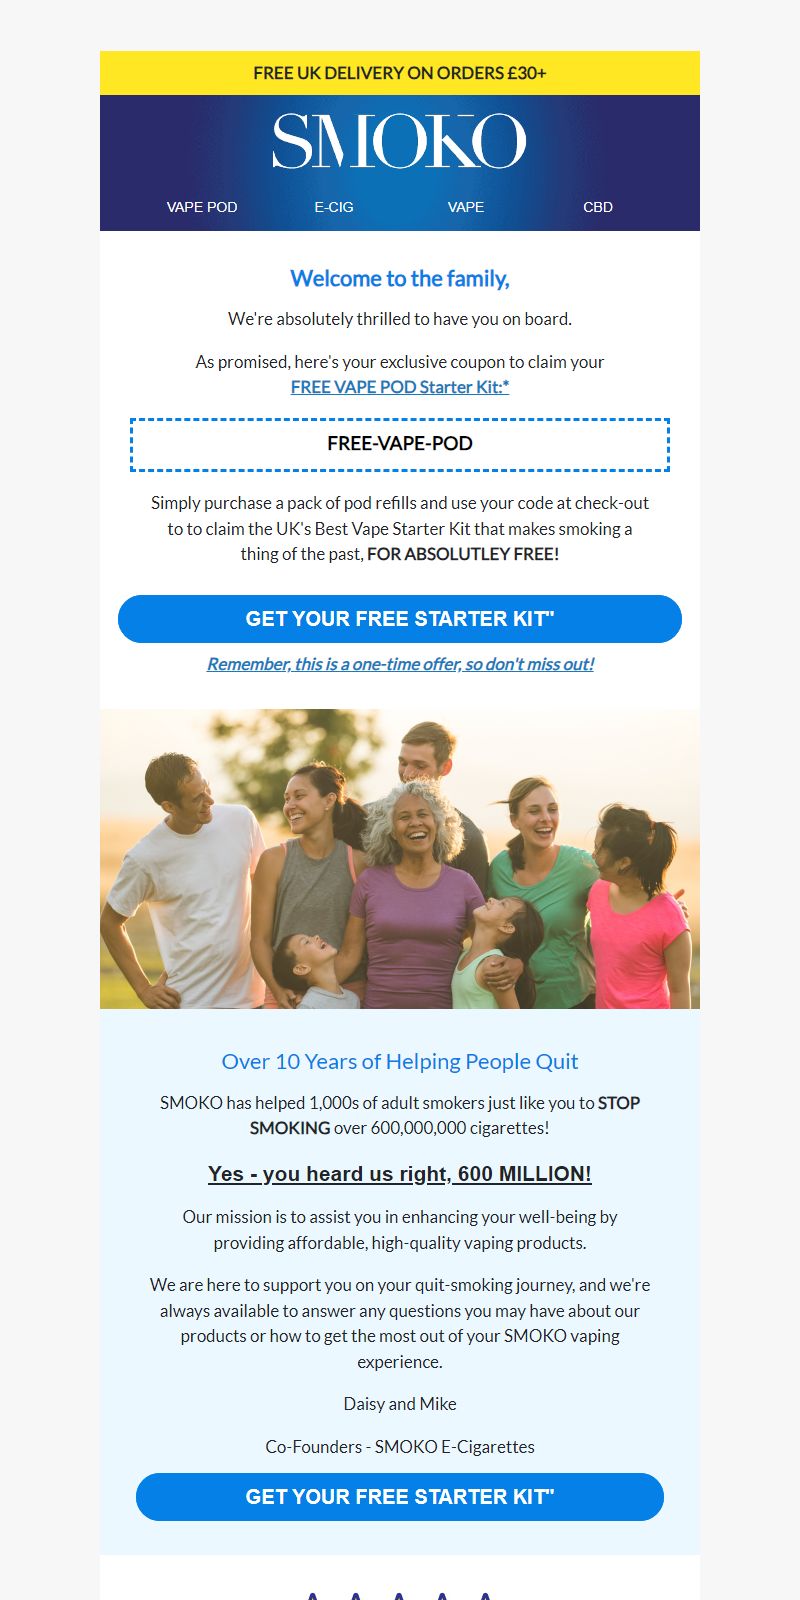 FREE UK DELIVERY ON ORDERS £30+
SMOKO
VAPE POD E-CIG VAPE CBD
Welcome to the family,
We're absolutely thrilled to have you on board.
As promised, here's your exclusive coupon to claim your
FREE VAPE POD Starter Kit:*
FREE-VAPE-POD
Simply purchase a pack of pod refills and use your code at check-out
to to claim the UK's Best Vape Starter Kit that makes smoking a
thing of the past, FOR ABSOLUTLEY FREE!
GET YOUR FREE STARTER KIT"
Remember, this is a one-time offer, so don't miss out!
Over 10 Years of Helping People Quit
SMOKO has helped 1,000s of adult smokers just like you to STOP
SMOKING over 600,000,000 cigarettes!
Yes - you heard us right, 600 MILLION!
Our mission is to assist you in enhancing your well-being by
providing affordable, high-quality vaping products.
We are here to support you on your quit-smoking journey, and we're
always available to answer any questions you may have about our
products or how to get the most out of your SMOKO vaping
experience.
Daisy and Mike
Co-Founders - SMOKO E-Cigarettes
GET YOUR FREE STARTER KIT"